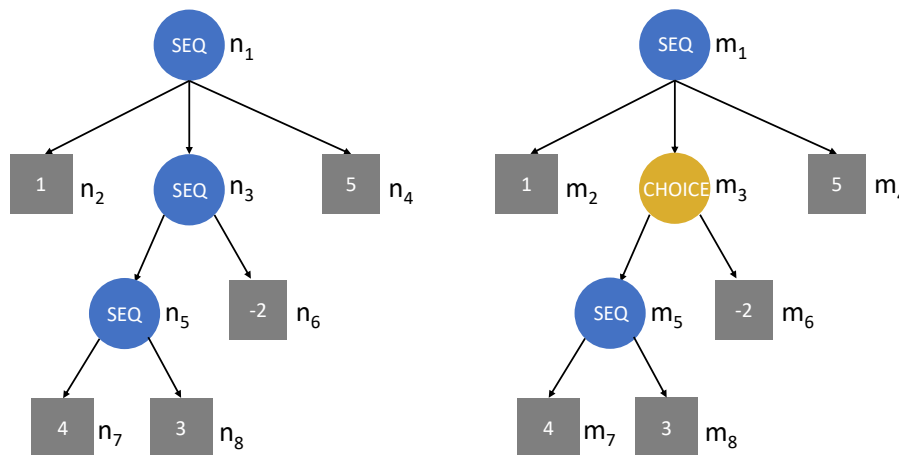 SEQ n1 SEQ m1
1 n2 SEQ n3 5 n4 1 m2 CHOICE m3 5 m
SEQ n5 -2 n6 SEQ m5 -2 m6
4 n7 3 n8 4 m7 3 m8